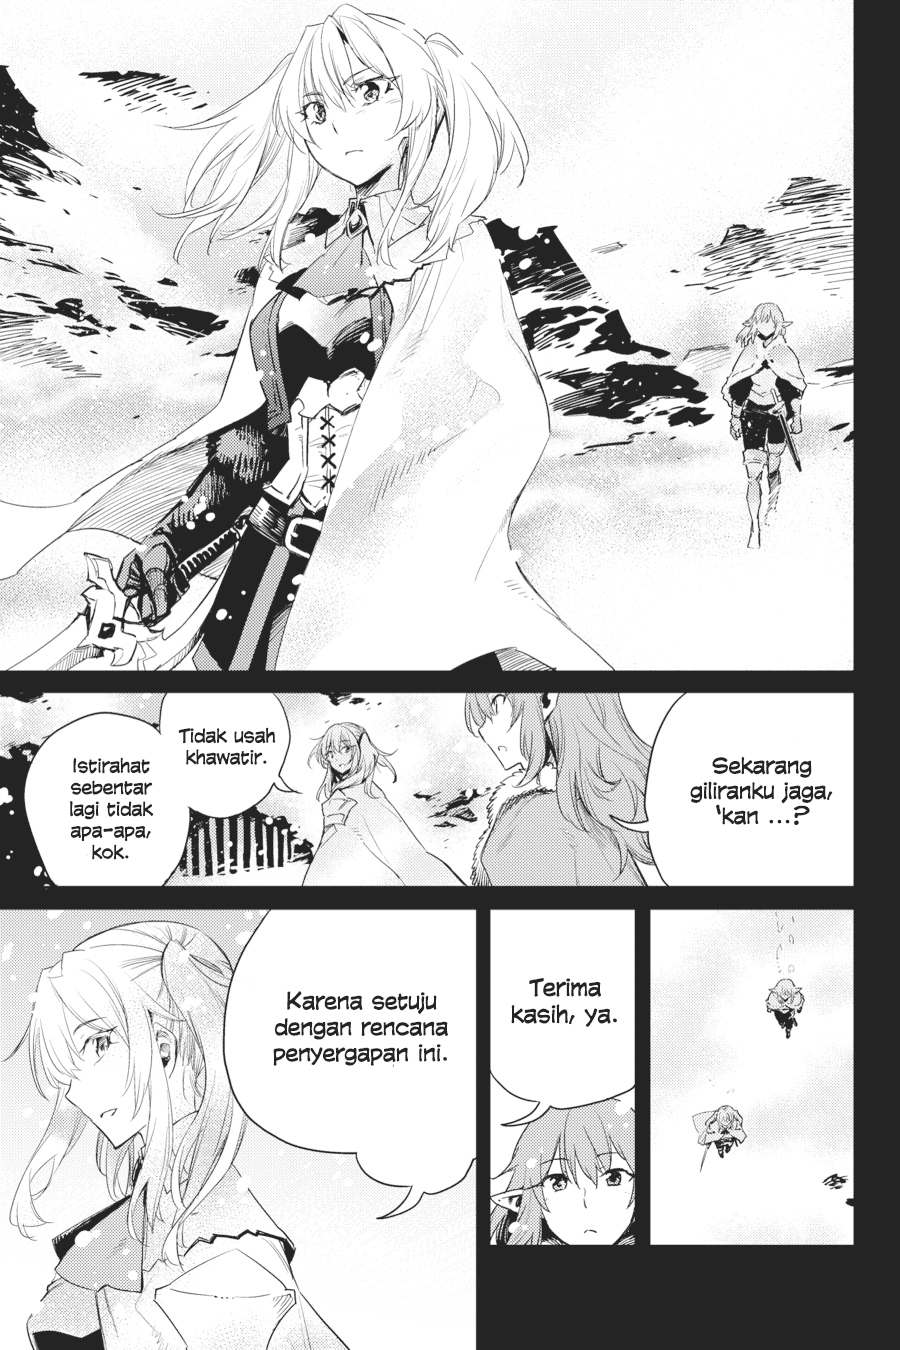 Sekarang
giliranku jaga,
'kan ...?
Tidak usah
khawatir.
Istirahat
sebentar
lagi tidak
apa-apa,
kok.
Terima
kasih, ya.
Karena setuju
dengan rencana
penyergapan ini.